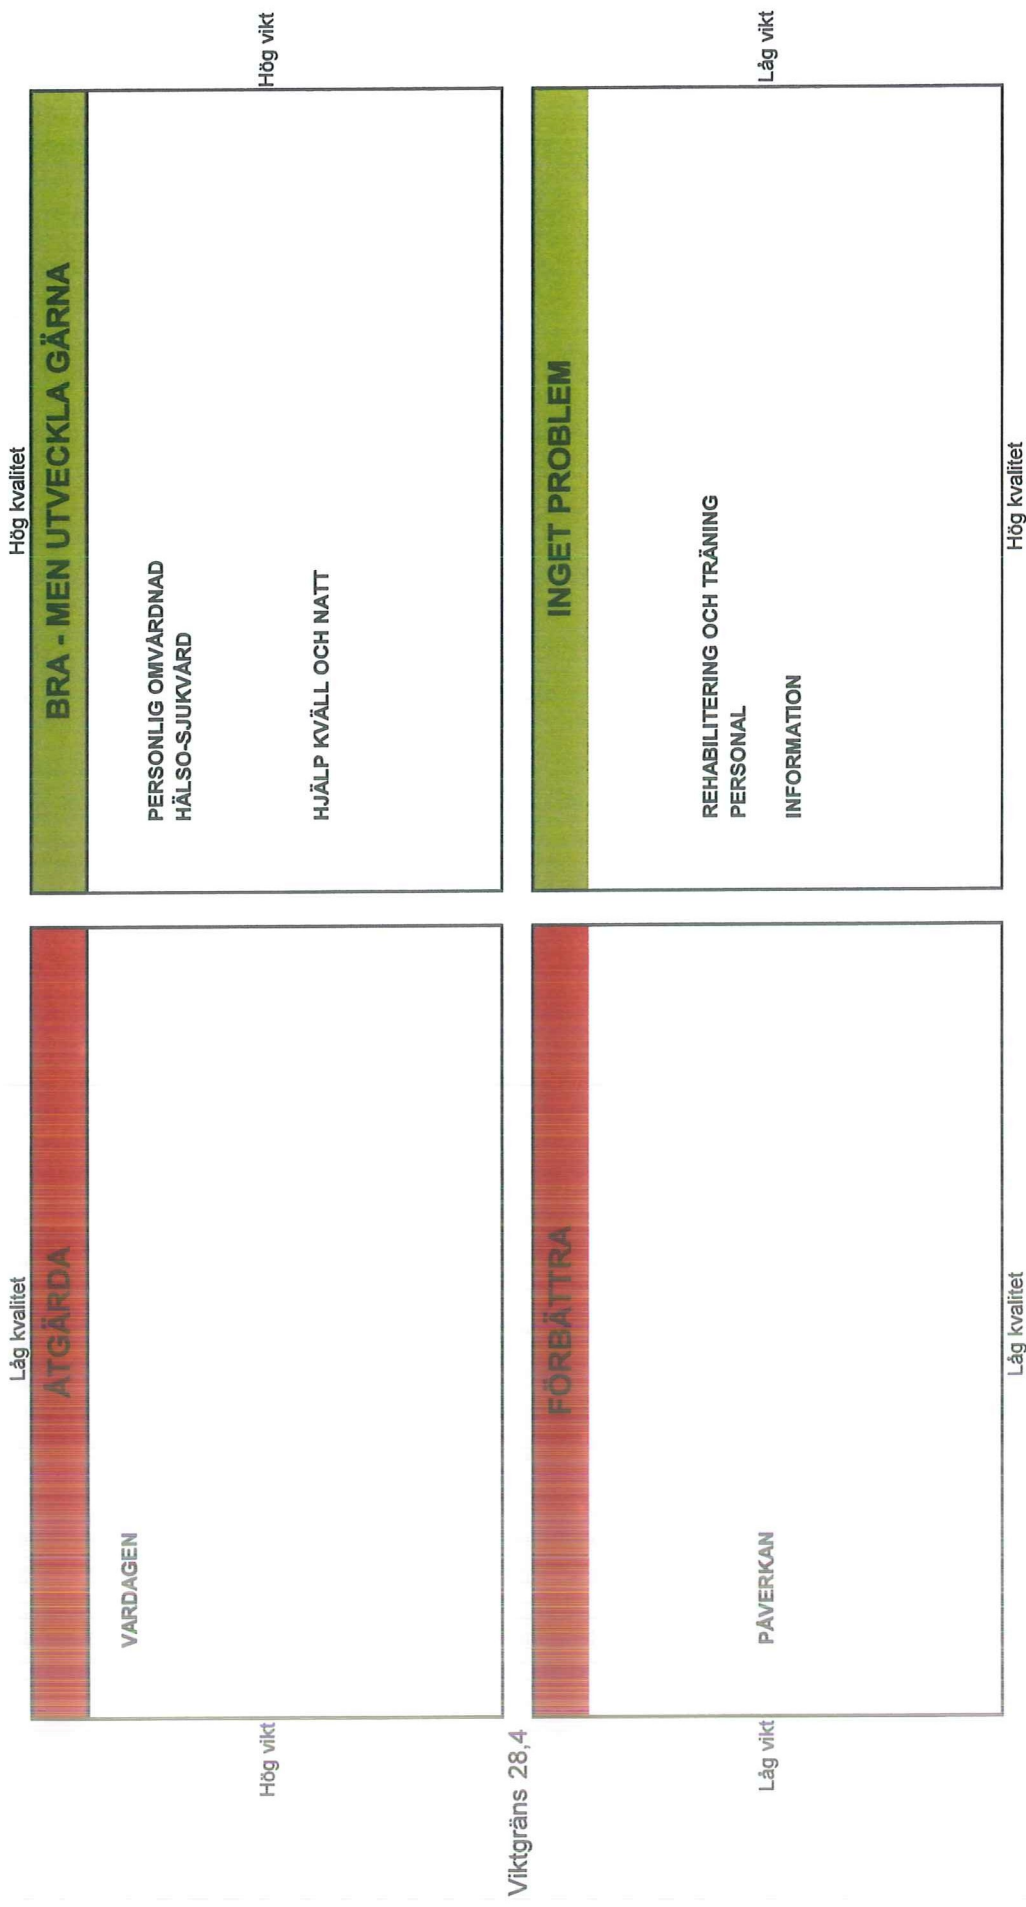 Låg kvalitet
Hög kvalitet
ÅTGÄRDA
BRA - MEN UTVECKLA GÄRNA
VARDAGEN
PERSONLIG OMVÅRDNAD
HÄLSO-SJUKVÅRD
Hög vikt
Hög vikt
HJÄLP KVÄLL OCH NATT
Viktgräns 28,4
FÖRBÄTTRA
INGET PROBLEM
REHABILITERING OCH TRÄNING
PERSONAL
Låg vikt
PÅVERKAN
Låg vikt
INFORMATION
Låg kvalitet
Hög kvalitet